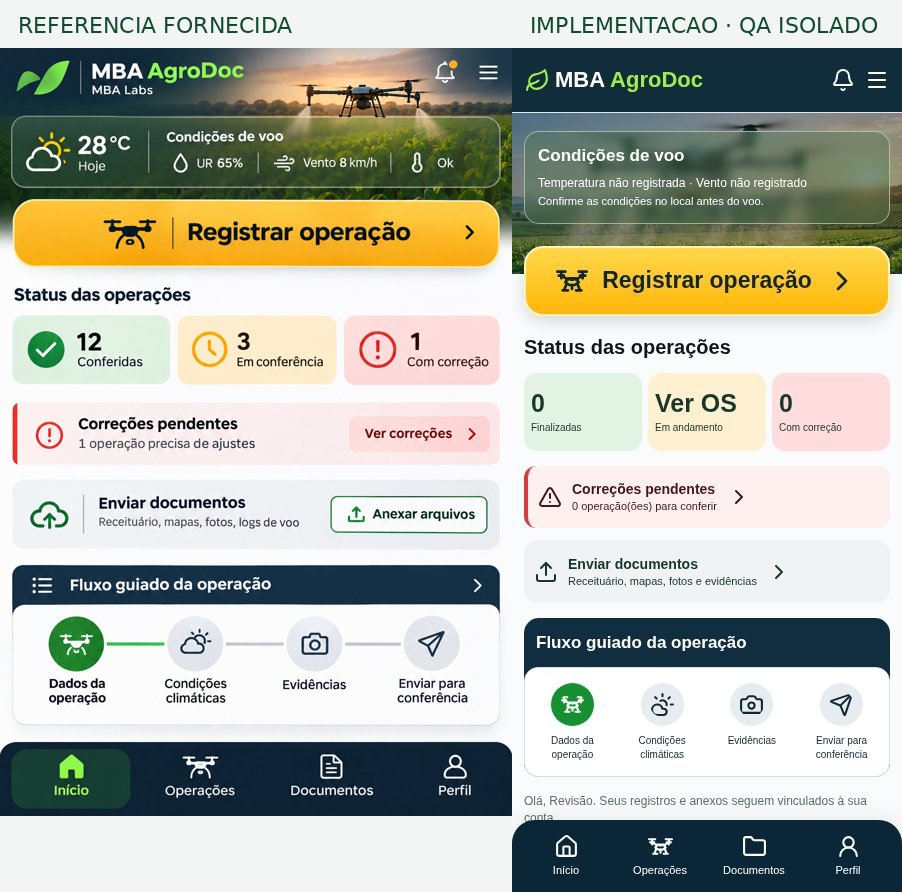 REFERENCIA FORNECIDA
MBA AgroDoc
MBA Labs
28°C
Hoje
Condições de voo
UR 65%
Vento 8 km/h
Ok
Registrar operação
Status das operações
12
Conferidas
3
Em conferência
1
Com correção
Correções pendentes
1 operação precisa de ajustes
Ver correções
Enviar documentos
Receituário, mapas, fotos, logs de voo
Anexar arquivos
Fluxo guiado da operação
Dados da
operação
Condições
climáticas
Evidências
Enviar para
conferência
Início
Operações
Documentos
Perfil
IMPLEMENTACAO · QA ISOLADO
MBA AgroDoc
Condições de voo
Temperatura não registrada · Vento não registrado
Confirme as condições no local antes do voo.
Registrar operação
Status das operações
0
Finalizadas
Ver OS
Em andamento
0
Com correção
Correções pendentes
0 operação(ões) para conferir
Enviar documentos
Receituário, mapas, fotos e evidências
Fluxo guiado da operação
Dados da
operação
Condições
climáticas
Evidências
Enviar para
conferência
Olá, Revisão. Seus registros e anexos seguem vinculados à sua
conta.
Início
Operações
Documentos
Perfil